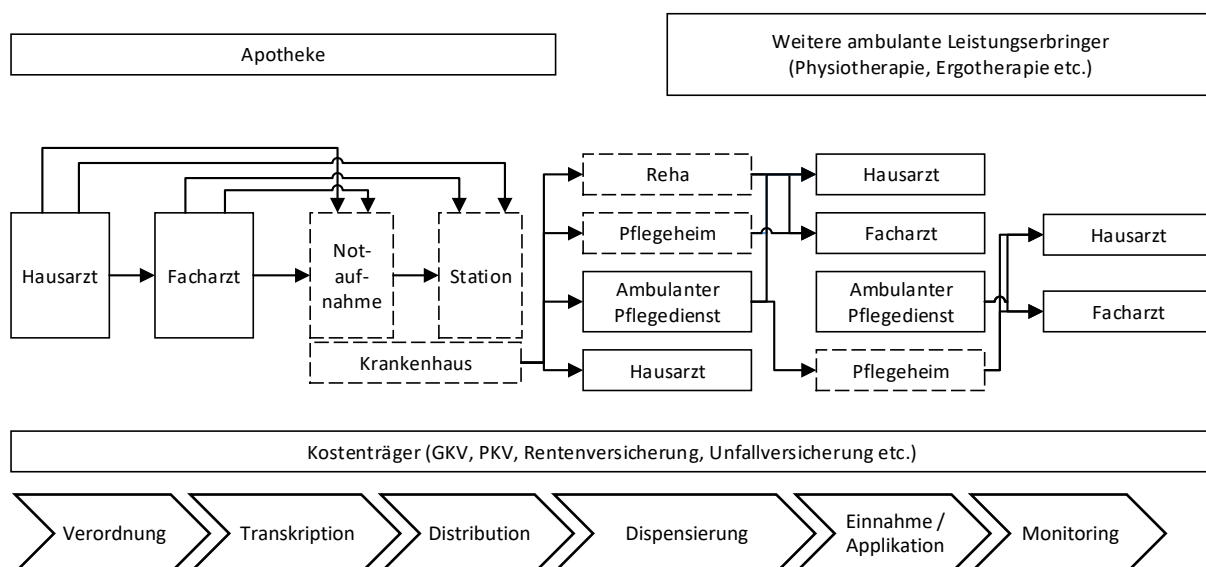 Apotheke
Weitere ambulante Leistungserbringer
(Physiotherapie, Ergotherapie etc.)
Hausarzt
Facharzt
Not-
auf-
nahme
Station
Krankenhaus
Reha
Pflegeheim
Ambulanter
Pflegedienst
Hausarzt
Hausarzt
Facharzt
Ambulanter
Pflegedienst
Pflegeheim
Hausarzt
Facharzt
Kostenträger (GKV, PKV, Rentenversicherung, Unfallversicherung etc.)
Verordnung
Transkription
Distribution
Dispensierung
Einnahme /
Applikation
Monitoring